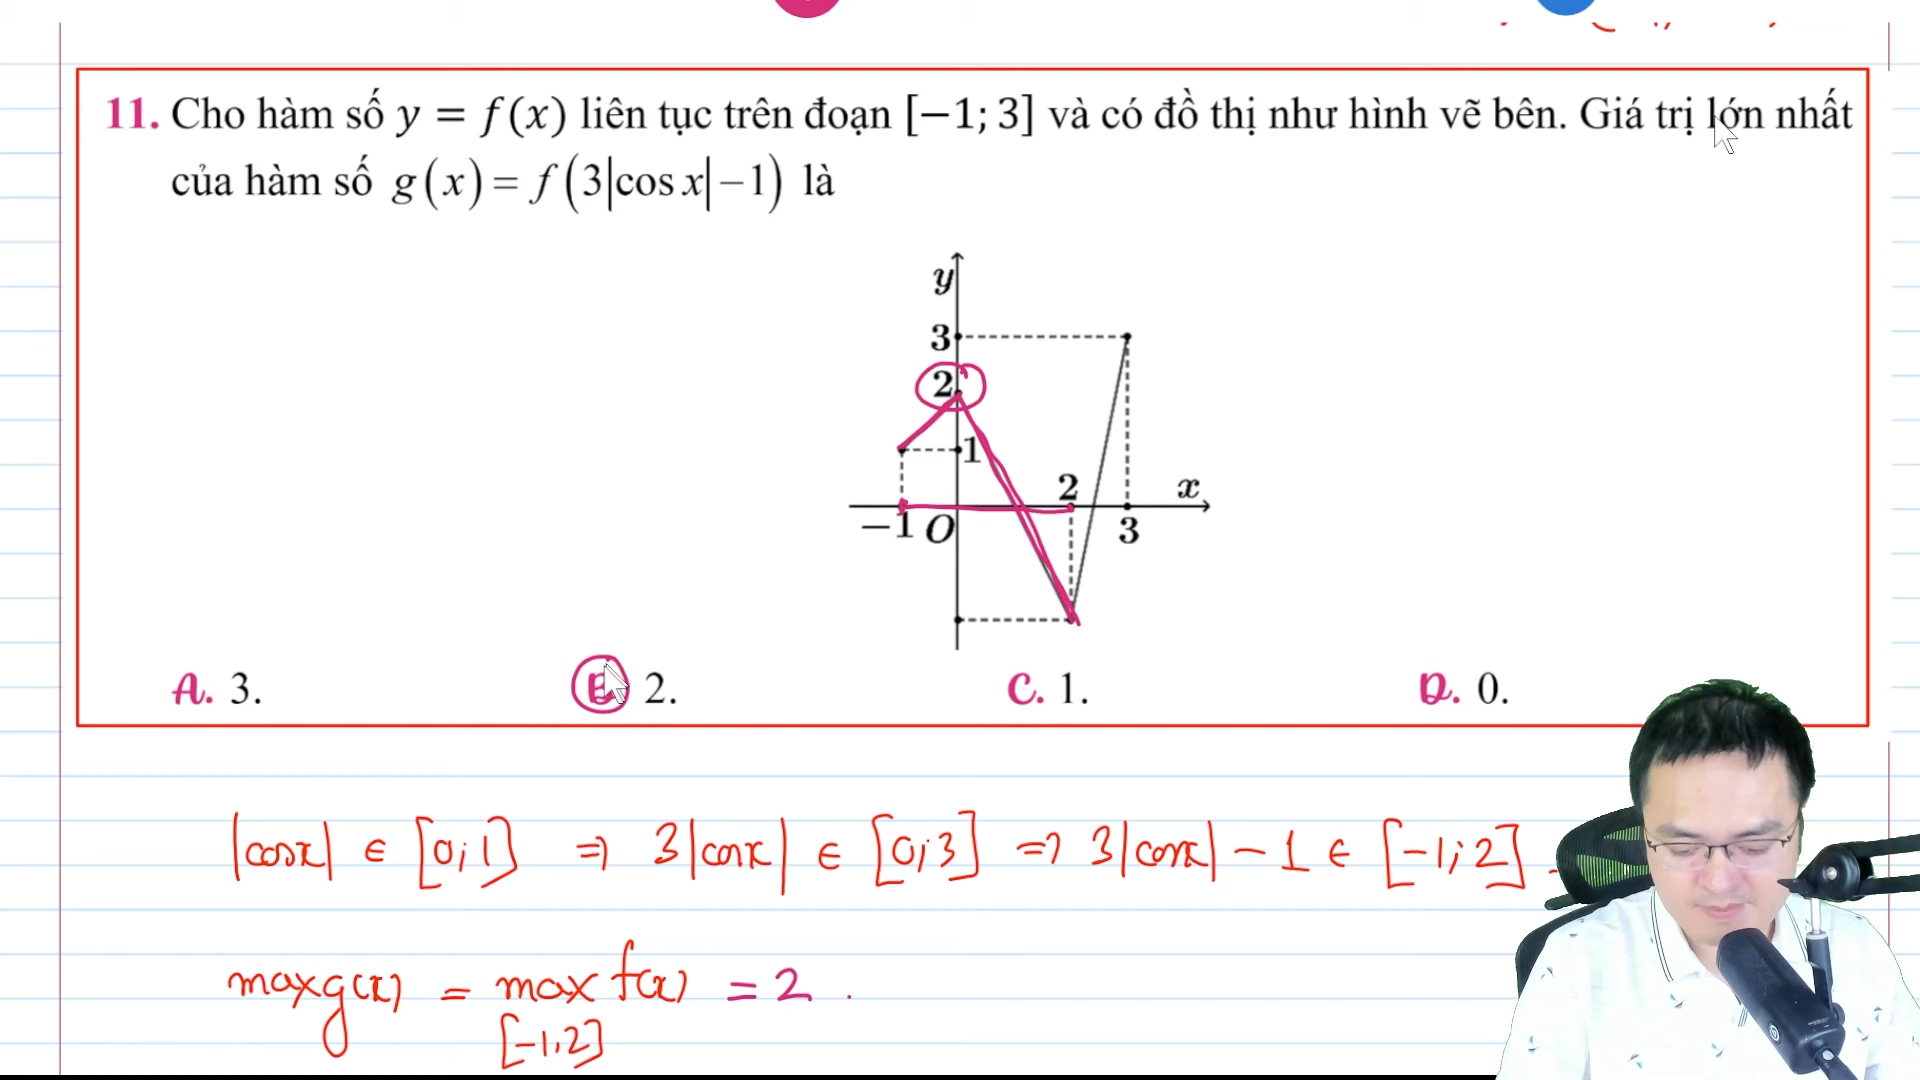 11. Cho hàm số y = f(x) liên tục trên đoạn [−1; 3] và có đồ thị như hình vẽ bên. Giá trị lớn nhất
của hàm số g(x) = f(3|cos x| − 1) là
y
3
2
1
2
x
−1
O
3
A. 3.
B. 2.
C. 1.
D. 0.
|cosx| ∈ [0;1] ⇒ 3|cosx| ∈ [0;3] ⇒ 3|cosx| − 1 ∈ [−1;2].
max g(x) = max f(x) = 2.
[−1;2]